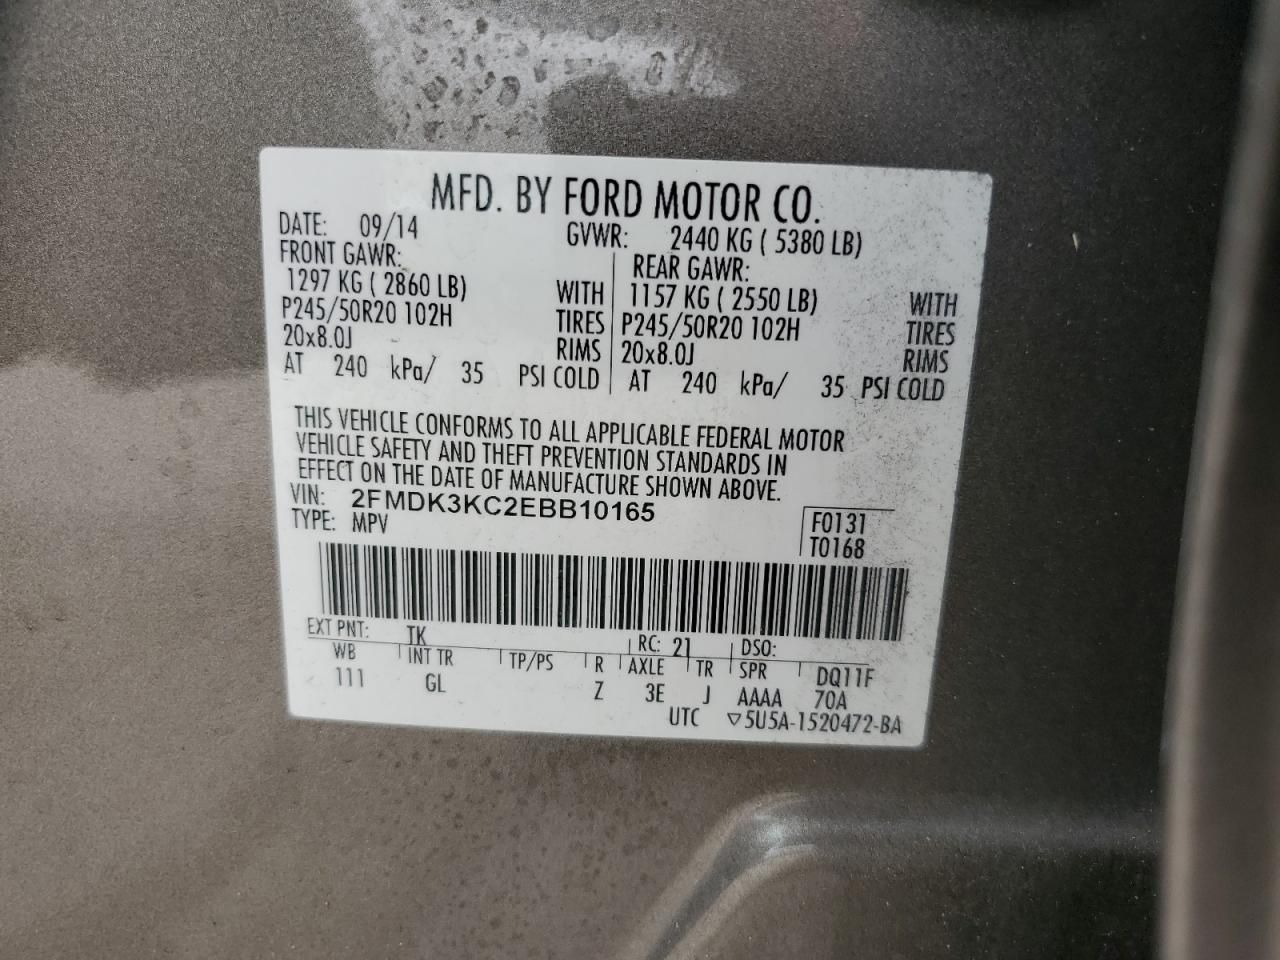 MFD. BY FORD MOTOR CO.
DATE: 09/14 GVWR: 2440 KG ( 5380 LB)
FRONT GAWR: REAR GAWR:
1297 KG ( 2860 LB) WITH 1157 KG ( 2550 LB) WITH
P245/50R20 102H TIRES P245/50R20 102H TIRES
20x8.0J RIMS 20x8.0J RIMS
AT 240 kPa/ 35 PSI COLD AT 240 kPa/ 35 PSI COLD
THIS VEHICLE CONFORMS TO ALL APPLICABLE FEDERAL MOTOR
VEHICLE SAFETY AND THEFT PREVENTION STANDARDS IN
EFFECT ON THE DATE OF MANUFACTURE SHOWN ABOVE.
VIN: 2FMDK3KC2EBB10165
TYPE: MPV
F0131
T0168
EXT PNT: TK RC: 21 DSO:
WB INT TR TP/PS R AXLE TR SPR DQ11F
111 GL Z 3E J AAAA 70A
UTC ▽5U5A-1520472-BA